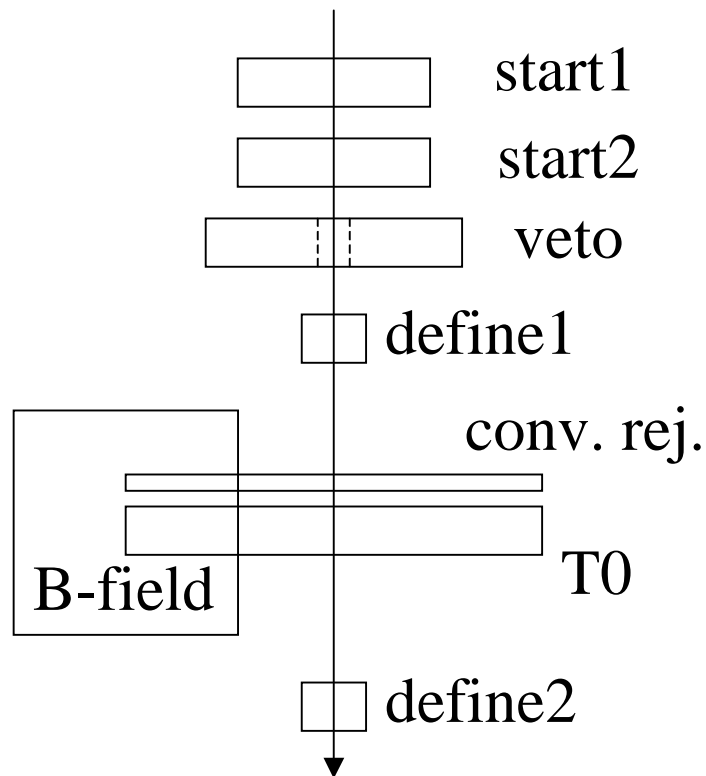 start1
start2
veto
define1
conv. rej.
T0
B-field
define2